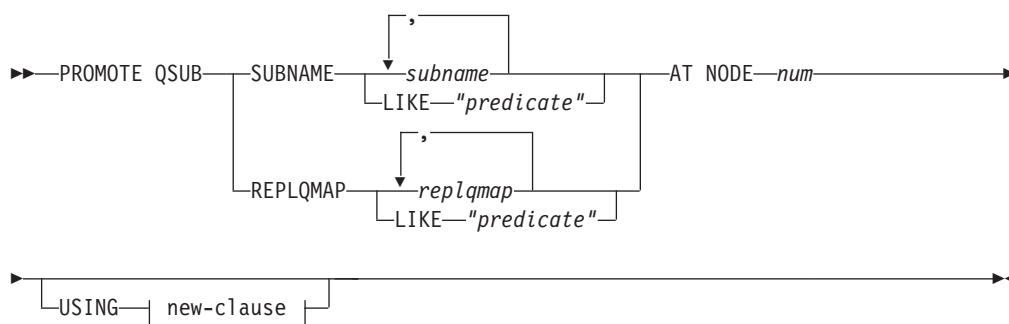 ,
PROMOTE QSUB SUBNAME subname AT NODE num
LIKE "predicate"
,
REPLQMAP replqmap
LIKE "predicate"
USING new-clause